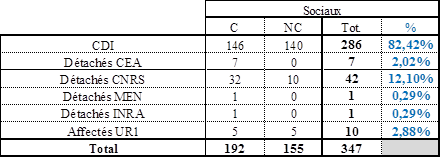 Sociaux
C NC Tot. %
CDI 146 140 286 82,42%
Détachés CEA 7 0 7 2,02%
Détachés CNRS 32 10 42 12,10%
Détachés MEN 1 0 1 0,29%
Détachés INRA 1 0 1 0,29%
Affectés UR1 5 5 10 2,88%
Total 192 155 347